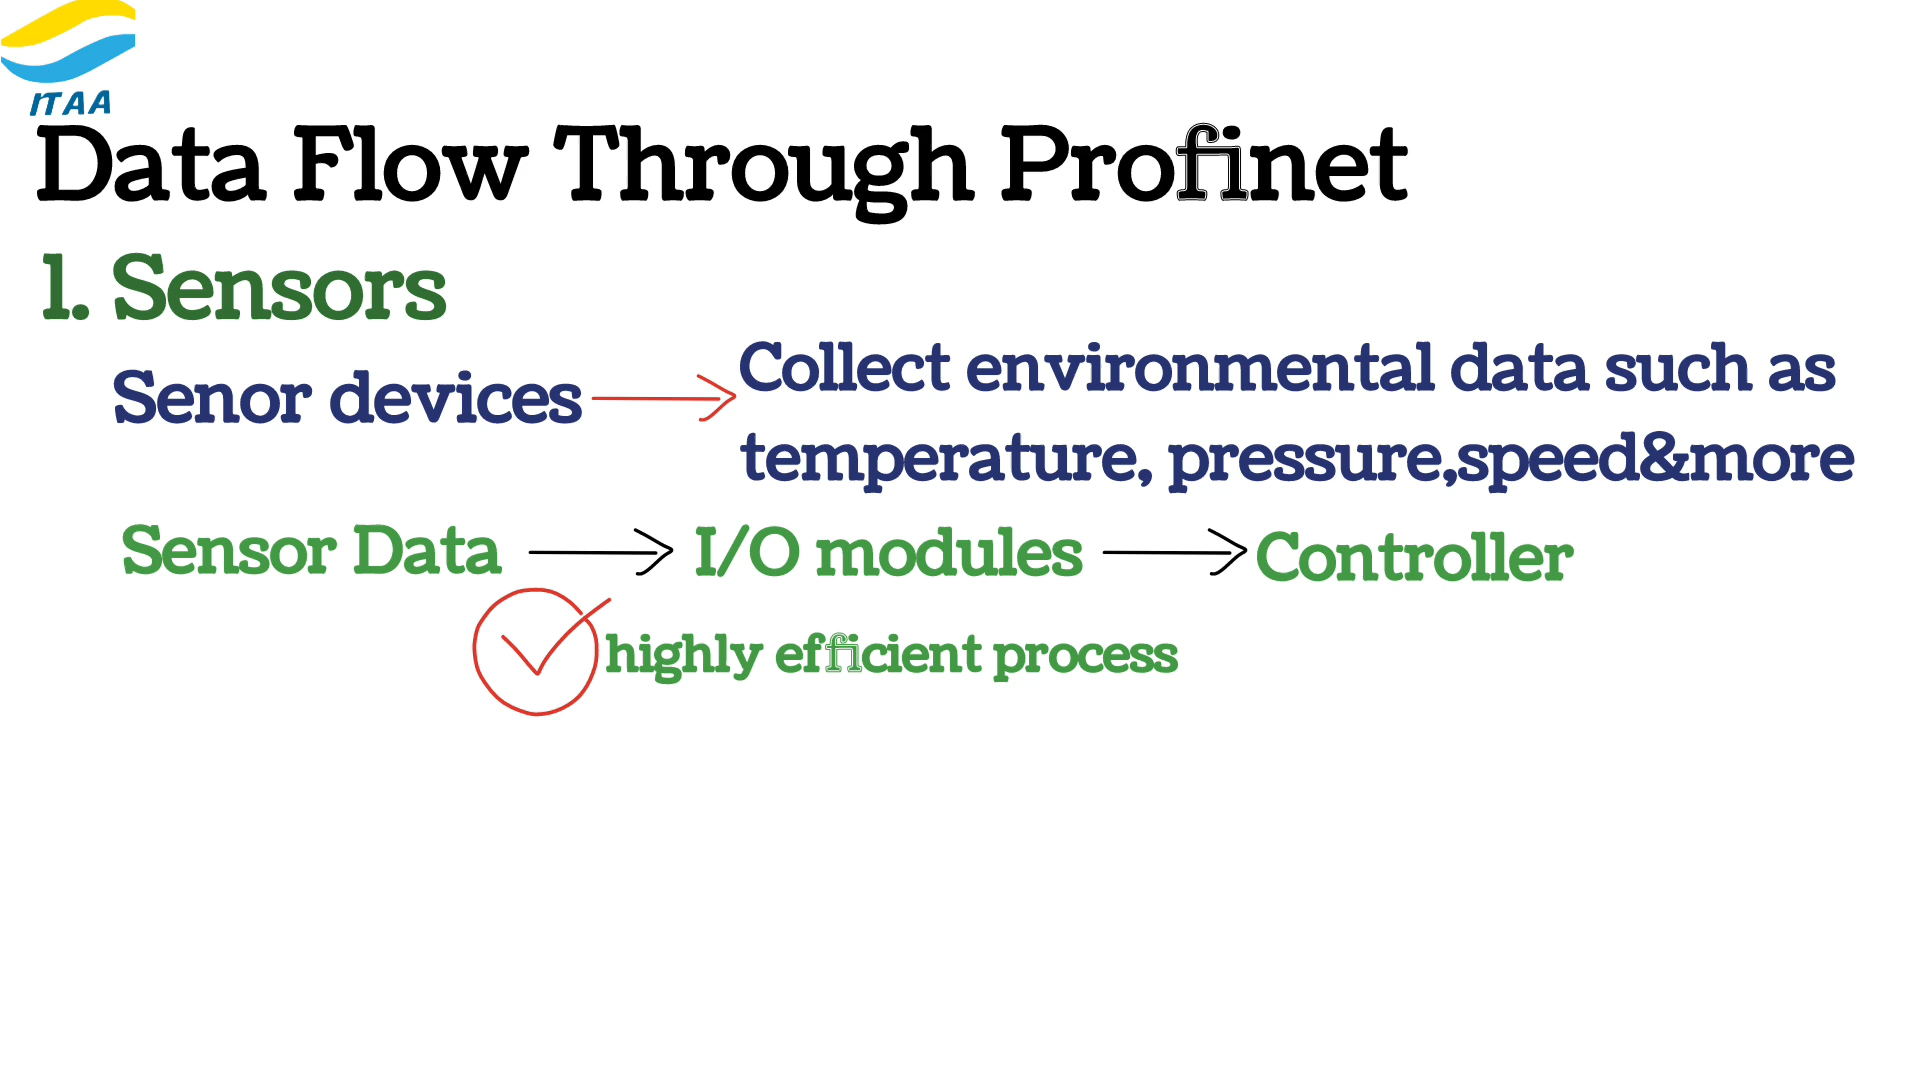 ITAA
Data Flow Through Profinet
1. Sensors
Senor devices
Collect environmental data such as
temperature, pressure,speed&more
Sensor Data
I/O modules
Controller
highly efficient process